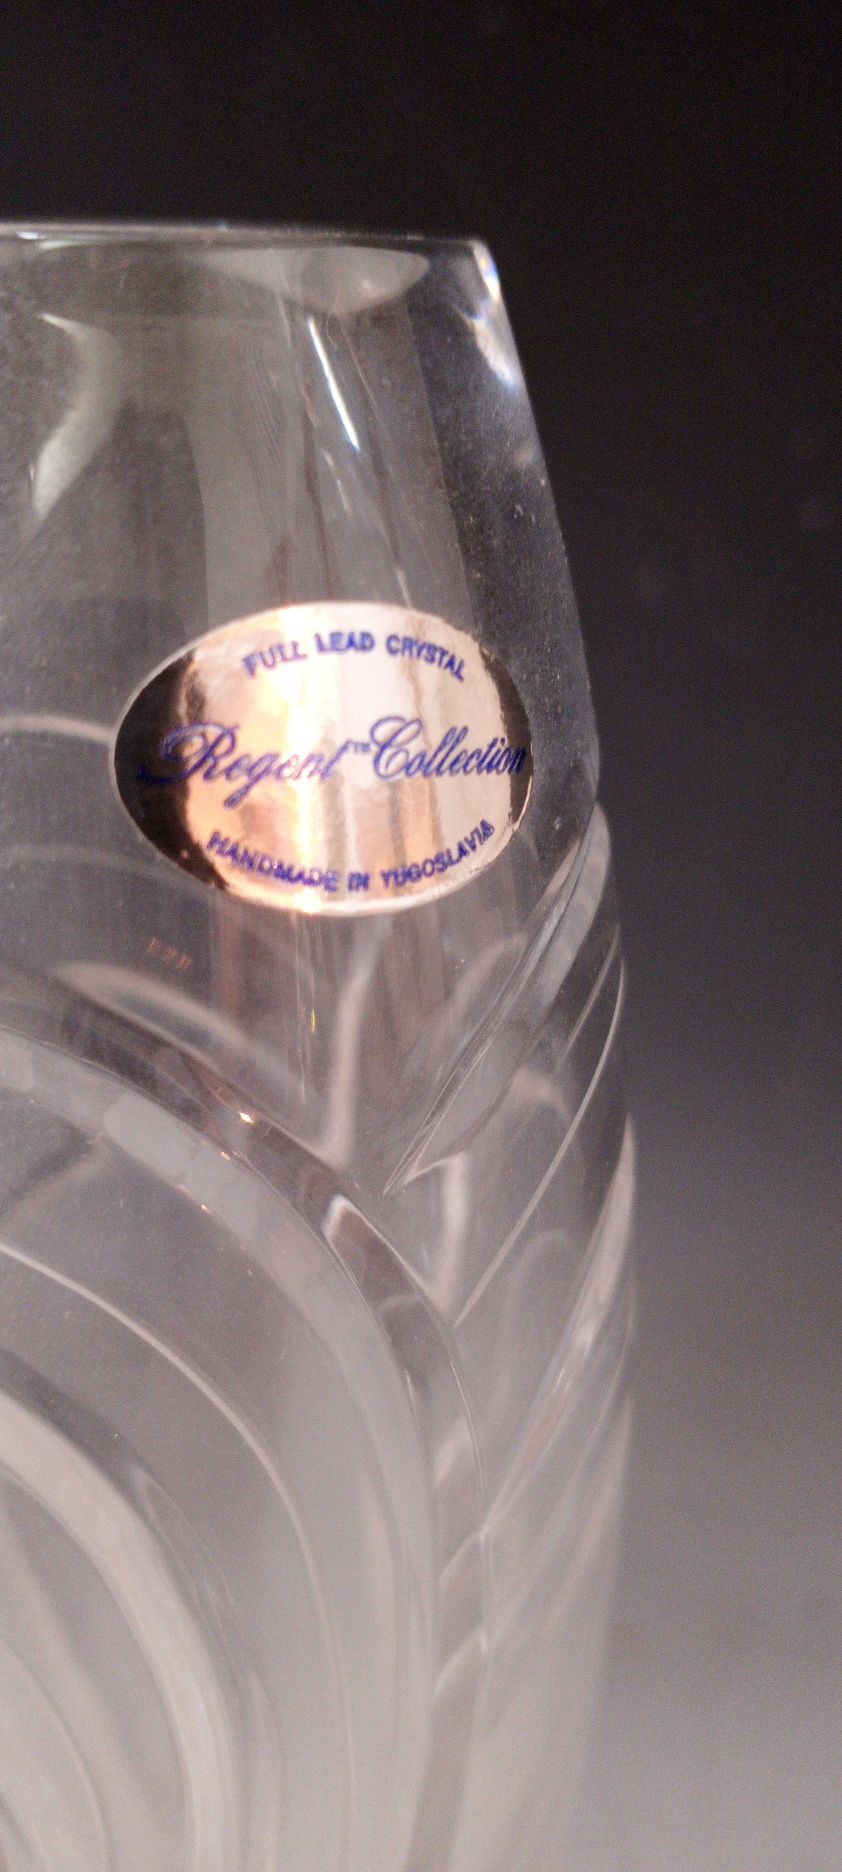 FULL LEAD CRYSTAL
Regent™ Collection
HANDMADE IN YUGOSLAVIA